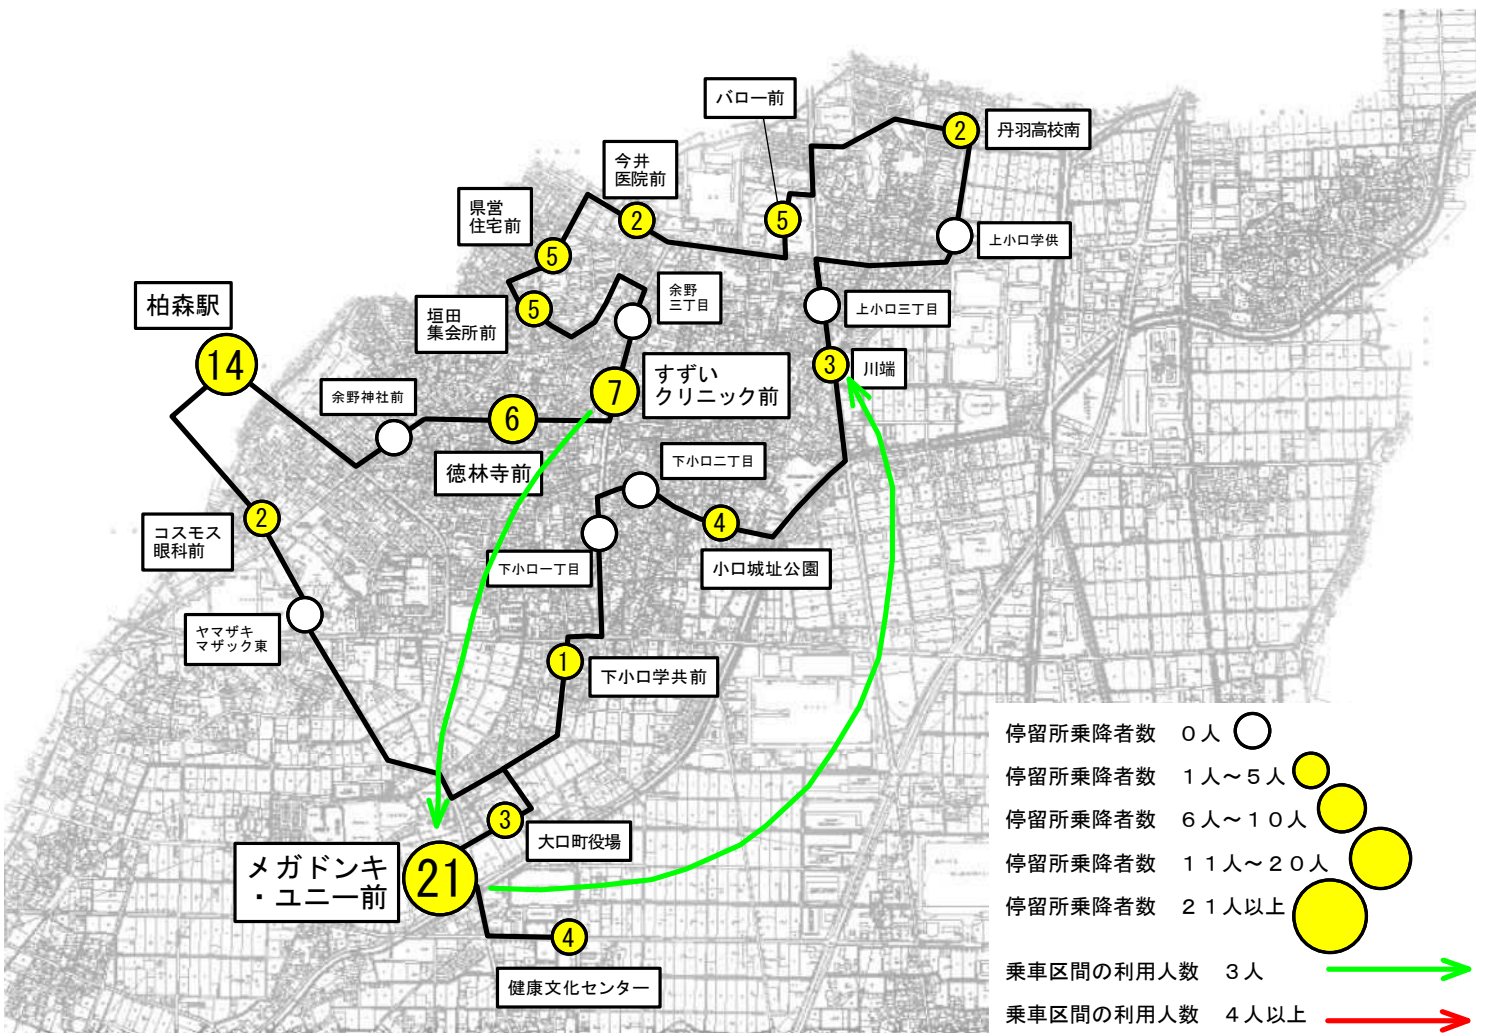 バロー前
2
丹羽高校南
今井
医院前
2
県営
住宅前
5
5
上小口学供
余野
三丁目
柏森駅
垣田
集会所前
5
上小口三丁目
14
余野神社前
すずい
クリニック前
7
3
川端
6
徳林寺前
下小口二丁目
コスモス
眼科前
2
4
小口城址公園
下小口一丁目
ヤマザキ
マザック東
1
下小口学共前
3
大口町役場
メガドンキ
・ユニー前
21
4
健康文化センター
停留所乗降者数 0人
停留所乗降者数 1人~5人
停留所乗降者数 6人~10人
停留所乗降者数 11人~20人
停留所乗降者数 21人以上
乗車区間の利用人数 3人
乗車区間の利用人数 4人以上